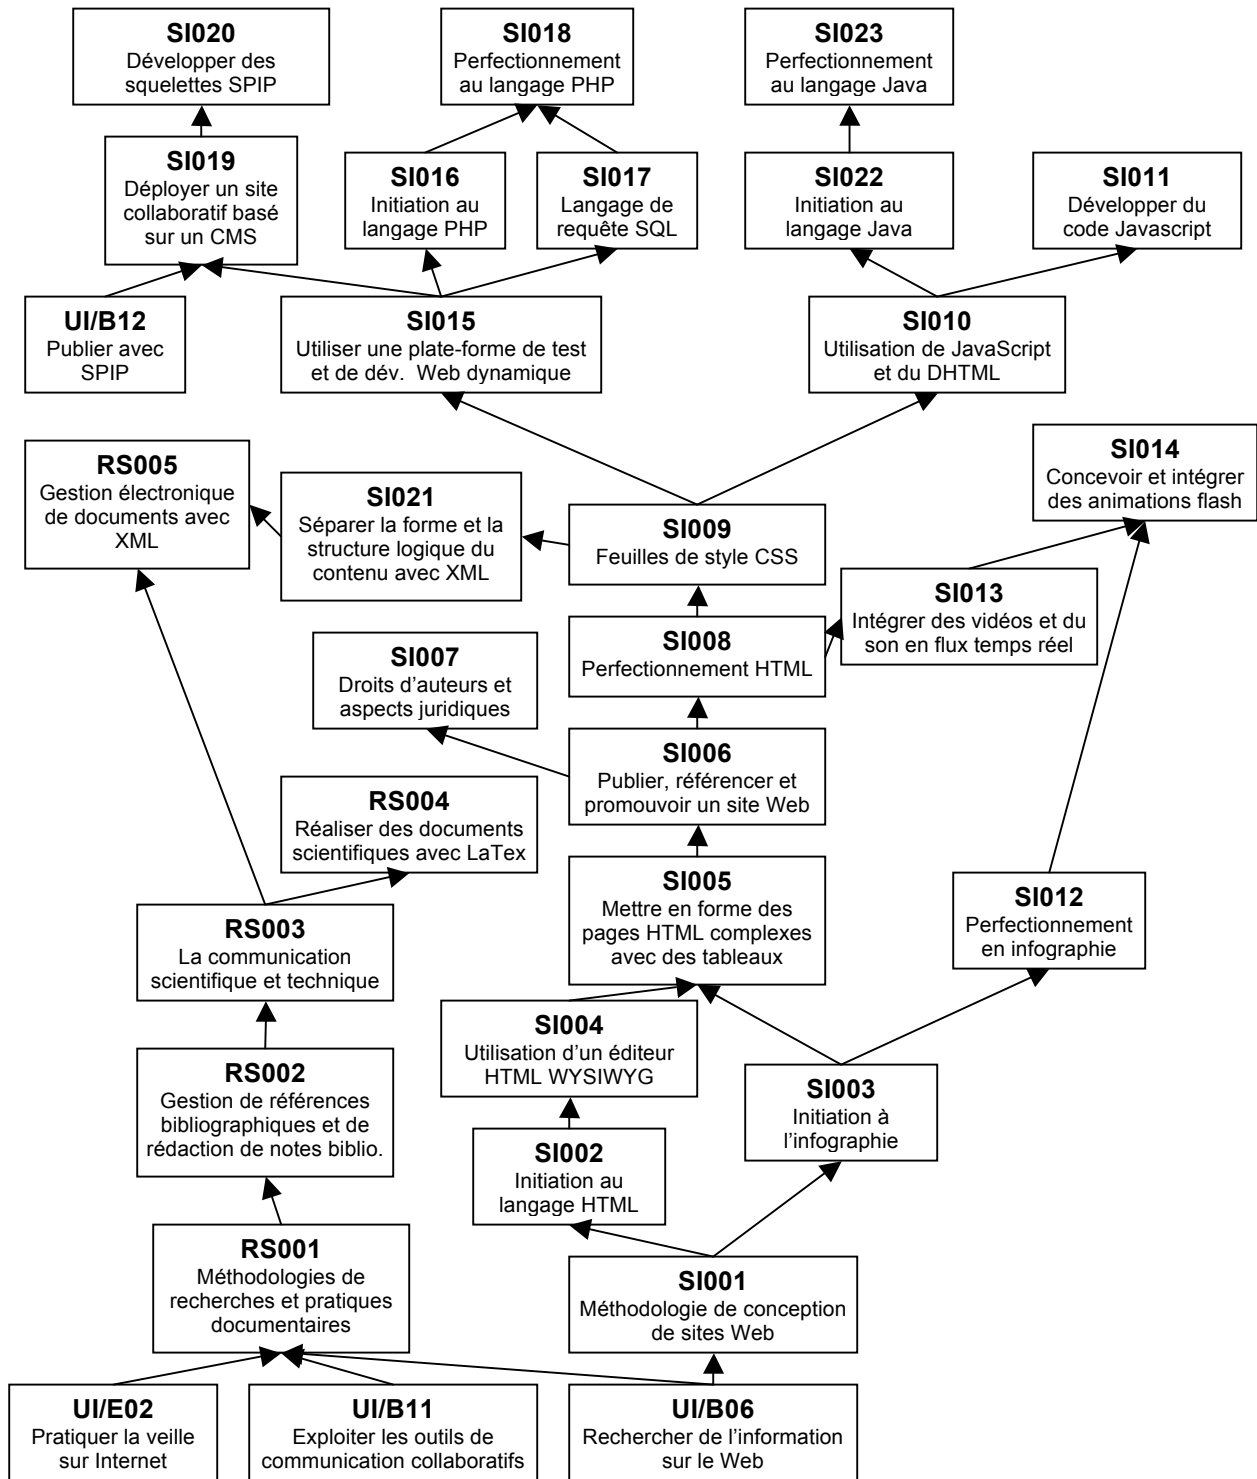 SI020
Développer des
squelettes SPIP
SI018
Perfectionnement
au langage PHP
SI023
Perfectionnement
au langage Java
SI019
Déployer un site
collaboratif basé
sur un CMS
SI016
Initiation au
langage PHP
SI017
Langage de
requête SQL
SI022
Initiation au
langage Java
SI011
Développer du
code Javascript
UI/B12
Publier avec
SPIP
SI015
Utiliser une plate-forme de test
et de dév.  Web dynamique
SI010
Utilisation de JavaScript
et du DHTML
RS005
Gestion électronique
de documents avec
XML
SI021
Séparer la forme et la
structure logique du
contenu avec XML
SI009
Feuilles de style CSS
SI014
Concevoir et intégrer
des animations flash
SI013
Intégrer des vidéos et du
son en flux temps réel
SI008
Perfectionnement HTML
SI007
Droits d'auteurs et
aspects juridiques
SI006
Publier, référencer et
promouvoir un site Web
RS004
Réaliser des documents
scientifiques avec LaTex
SI005
Mettre en forme des
pages HTML complexes
avec des tableaux
SI012
Perfectionnement
en infographie
RS003
La communication
scientifique et technique
SI004
Utilisation d'un éditeur
HTML WYSIWYG
RS002
Gestion de références
bibliographiques et de
rédaction de notes biblio.
SI003
Initiation à
l'infographie
SI002
Initiation au
langage HTML
RS001
Méthodologies de
recherches et pratiques
documentaires
SI001
Méthodologie de conception
de sites Web
UI/E02
Pratiquer la veille
sur Internet
UI/B11
Exploiter les outils de
communication collaboratifs
UI/B06
Rechercher de l'information
sur le Web